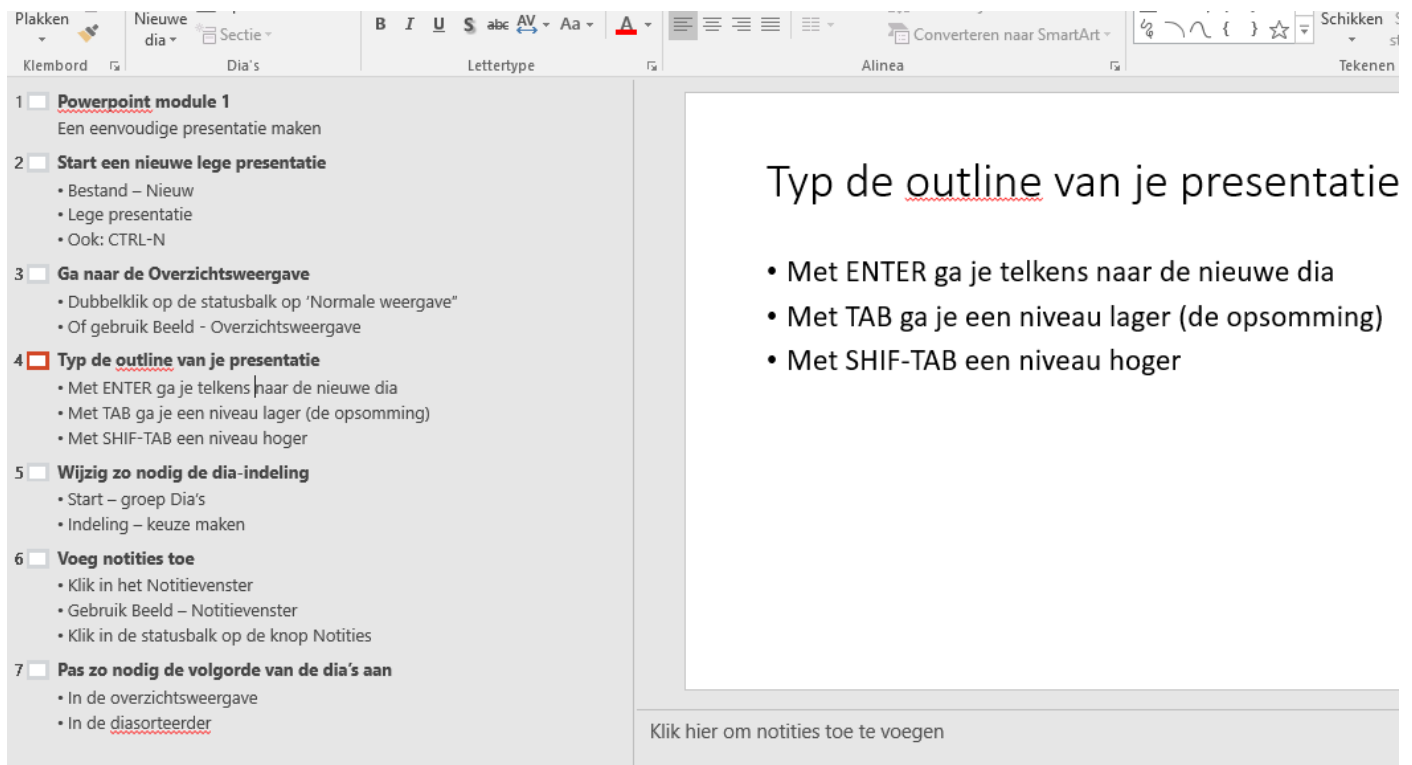 Plakken
Nieuwe
dia
Sectie
B I U S abc AV Aa A
Converteren naar SmartArt
{ }
Schikken
Klembord
Dia's
Lettertype
Alinea
Tekenen
1 Powerpoint module 1
Een eenvoudige presentatie maken
2 Start een nieuwe lege presentatie
• Bestand – Nieuw
• Lege presentatie
• Ook: CTRL-N
3 Ga naar de Overzichtsweergave
• Dubbelklik op de statusbalk op ‘Normale weergave”
• Of gebruik Beeld - Overzichtsweergave
4 Typ de outline van je presentatie
• Met ENTER ga je telkens naar de nieuwe dia
• Met TAB ga je een niveau lager (de opsomming)
• Met SHIF-TAB een niveau hoger
5 Wijzig zo nodig de dia-indeling
• Start – groep Dia’s
• Indeling – keuze maken
6 Voeg notities toe
• Klik in het Notitievenster
• Gebruik Beeld – Notitievenster
• Klik in de statusbalk op de knop Notities
7 Pas zo nodig de volgorde van de dia’s aan
• In de overzichtsweergave
• In de diasorteerder
Typ de outline van je presentatie
• Met ENTER ga je telkens naar de nieuwe dia
• Met TAB ga je een niveau lager (de opsomming)
• Met SHIF-TAB een niveau hoger
Klik hier om notities toe te voegen